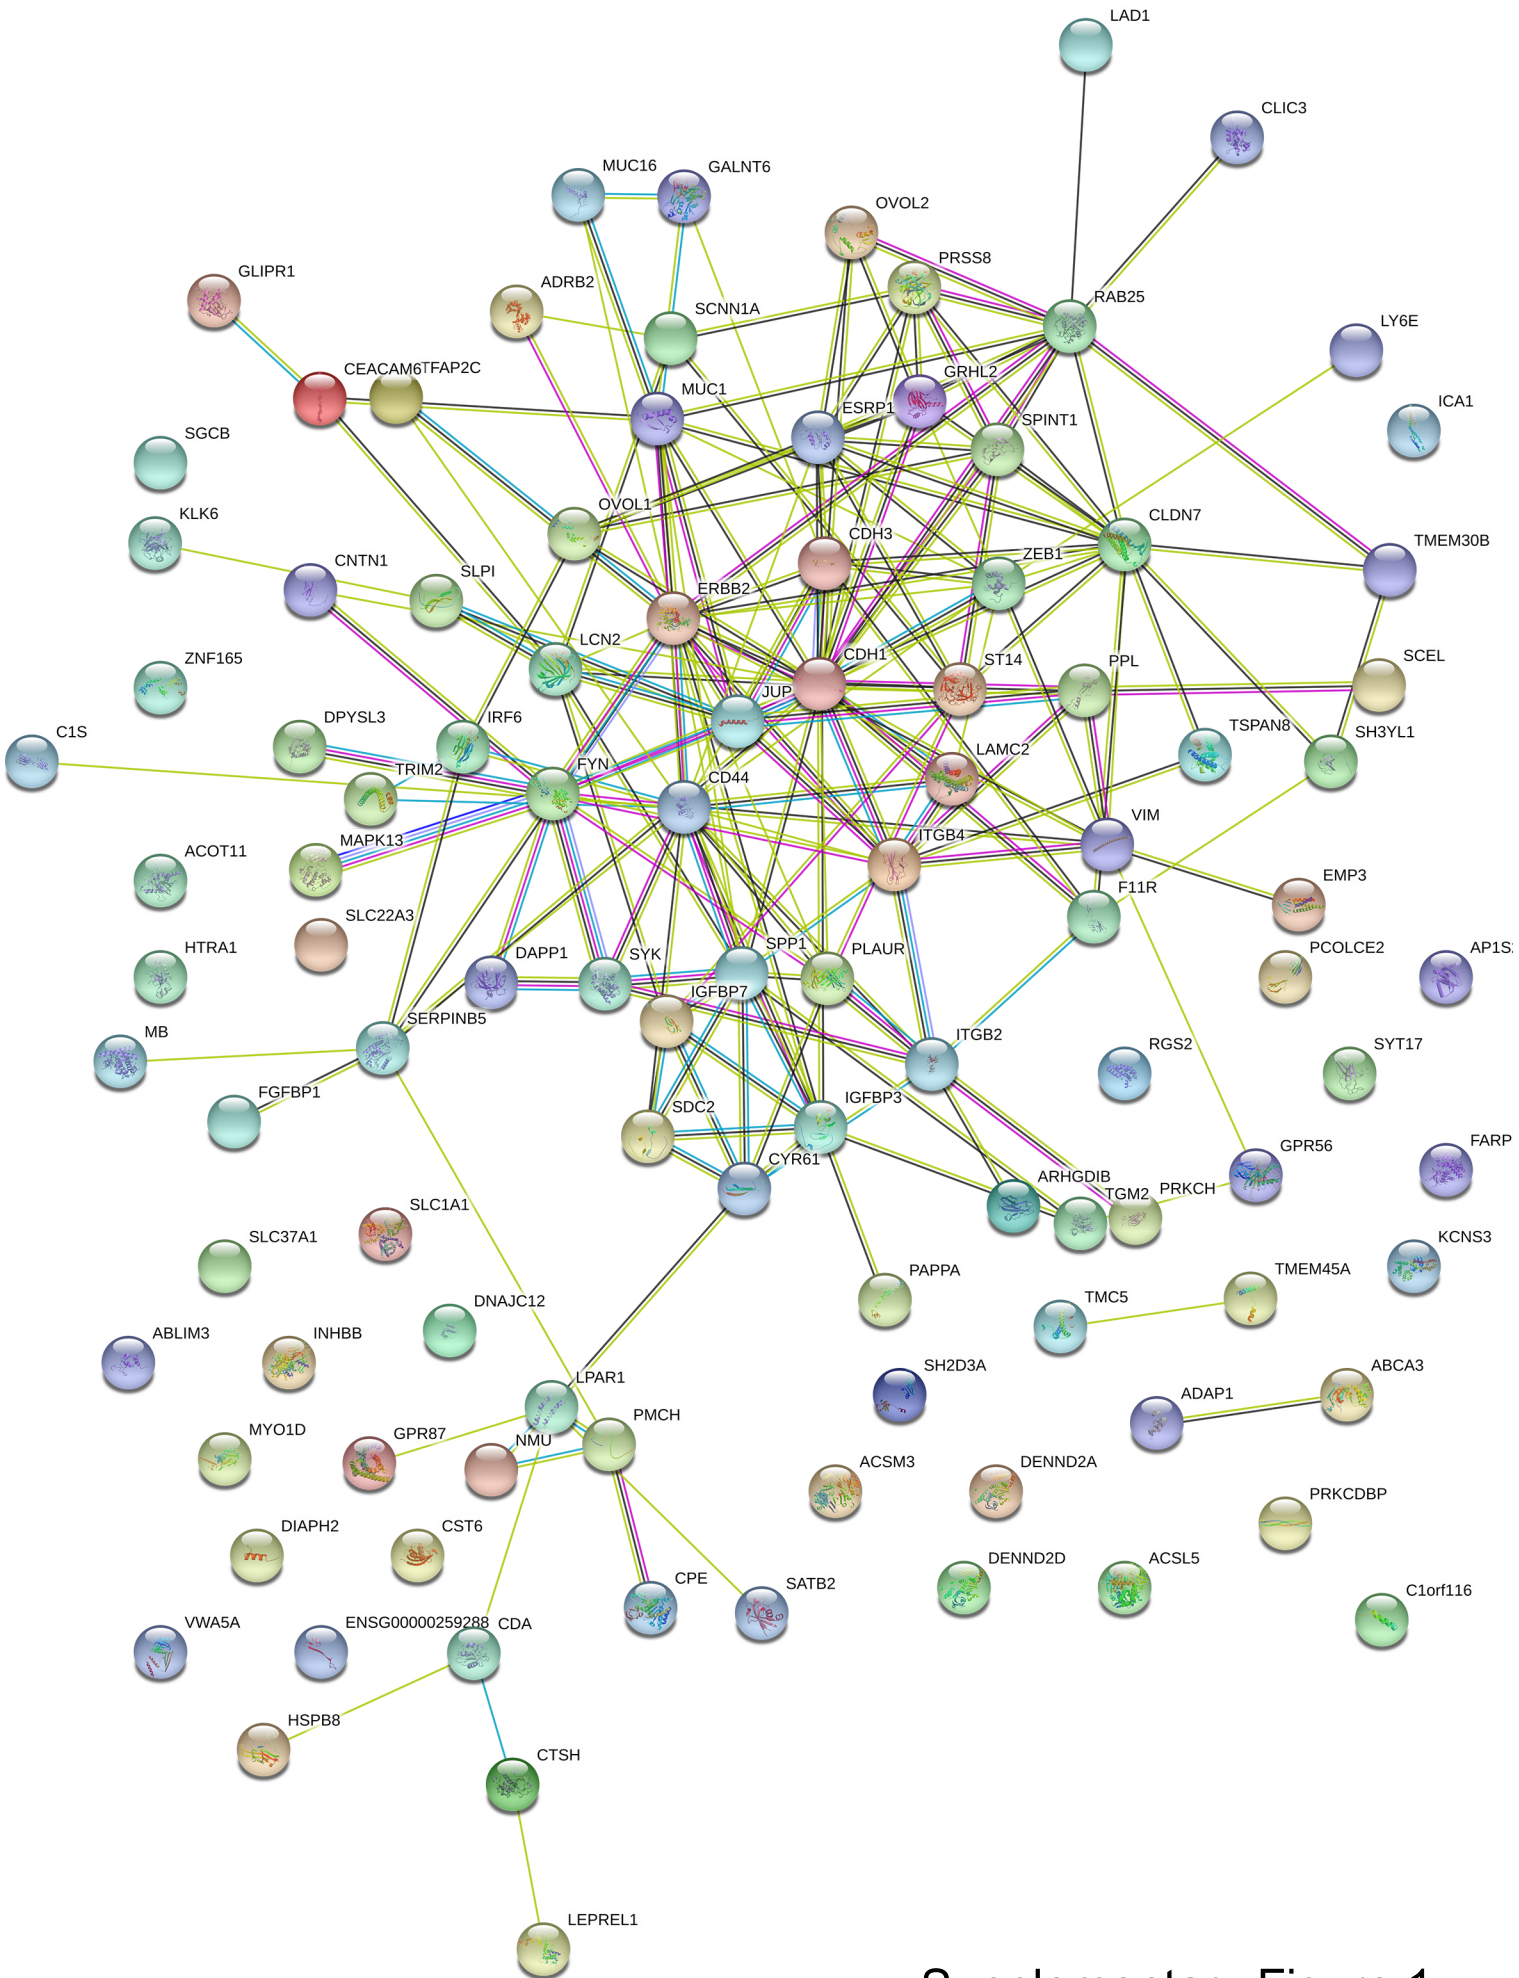 LAD1
CLIC3
MUC16
GALNT6
OVOL2
PRSS8
GLIPR1
ADRB2
RAB25
SCNN1A
LY6E
CEACAM6
TFAP2C
GRHL2
MUC1
ICA1
ESRP1
SPINT1
SGCB
OVOL1
KLK6
CLDN7
CDH3
TMEM30B
CNTN1
ZEB1
SLPI
ERBB2
LCN2
ZNF165
CDH1
ST14
PPL
SCEL
JUP
DPYSL3
IRF6
TSPAN8
SH3YL1
C1S
LAMC2
TRIM2
FYN
CD44
VIM
MAPK13
ITGB4
ACOT11
EMP3
F11R
SLC22A3
HTRA1
DAPP1
SYK
SPP1
PLAUR
PCOLCE2
AP1S
IGFBP7
SERPINB5
MB
ITGB2
RGS2
SYT17
FGFBP1
SDC2
IGFBP3
GPR56
FARP
CYR61
ARHGDIB
TGM2
PRKCH
SLC1A1
SLC37A1
KCNS3
PAPPA
TMEM45A
TMC5
DNAJC12
ABLIM3
INHBB
LPAR1
SH2D3A
ABCA3
ADAP1
PMCH
MYO1D
GPR87
NMU
ACSM3
DENND2A
PRKCDBP
DIAPH2
CST6
CPE
SATB2
DENND2D
ACSL5
C1orf116
VWA5A
ENSG00000259288
CDA
HSPB8
CTSH
LEPREL1
Supplementary Figure 1